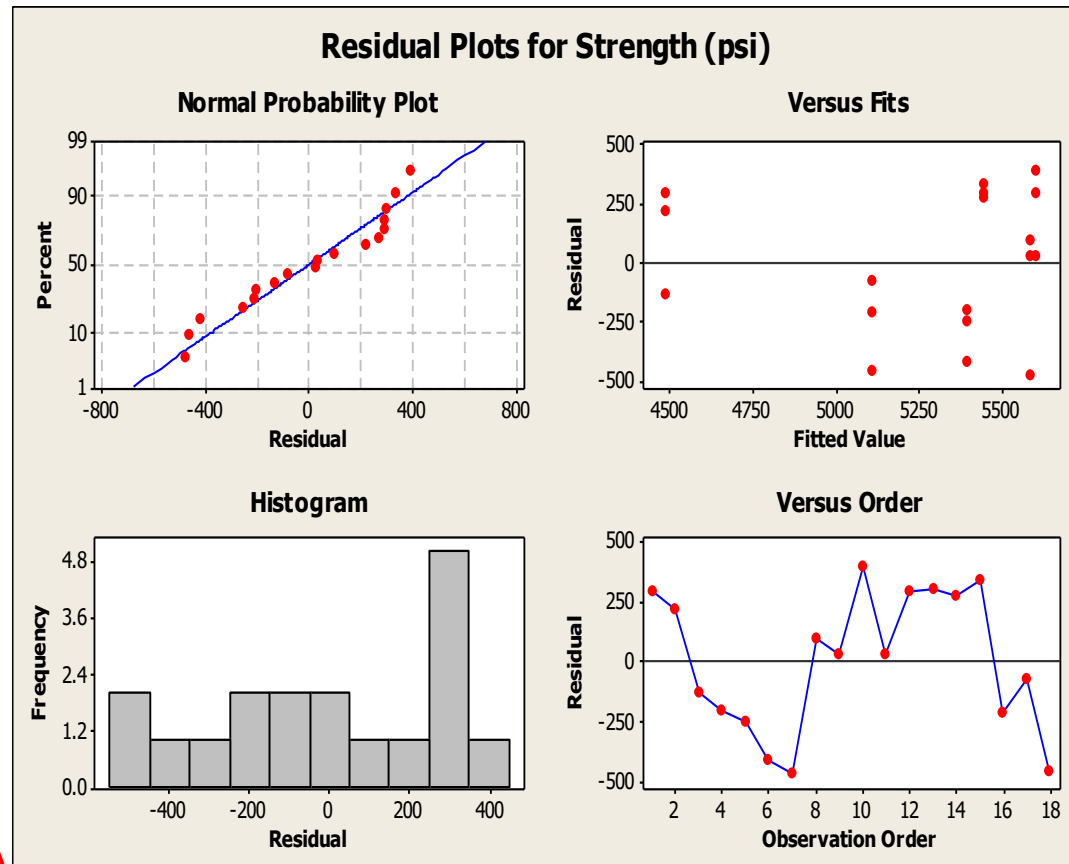 Residual Plots for Strength (psi)
Normal Probability Plot
99
90
50
10
1
Percent
-800 -400 0 400 800
Residual
Versus Fits
500
250
0
-250
-500
Residual
4500 4750 5000 5250 5500
Fitted Value
Histogram
4.8
3.6
2.4
1.2
0.0
Frequency
-400 -200 0 200 400
Residual
Versus Order
500
250
0
-250
-500
Residual
2 4 6 8 10 12 14 16 18
Observation Order